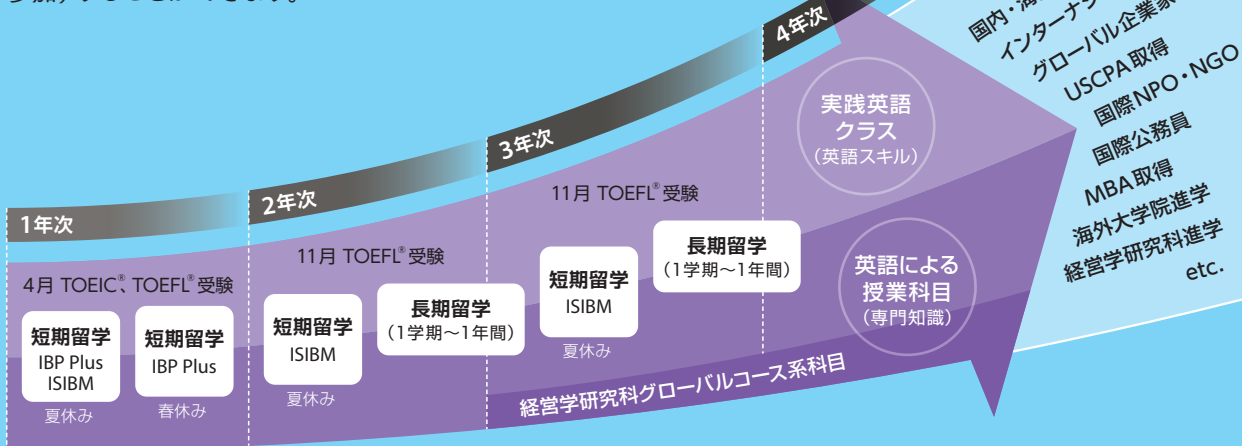 1年次
4月 TOEIC®、TOEFL®受験
短期留学
IBP Plus
ISIBM
夏休み
短期留学
IBP Plus
春休み
2年次
11月 TOEFL®受験
短期留学
ISIBM
夏休み
長期留学
(1学期〜1年間)
3年次
11月 TOEFL®受験
短期留学
ISIBM
夏休み
長期留学
(1学期〜1年間)
4年次
実践英語
クラス
(英語スキル)
英語による
授業科目
(専門知識)
経営学研究科グローバルコース系科目
国内・海
インターナシ
グローバル企業家
USCPA取得
国際NPO・NGO
国際公務員
MBA取得
海外大学院進学
経営学研究科進学
etc.